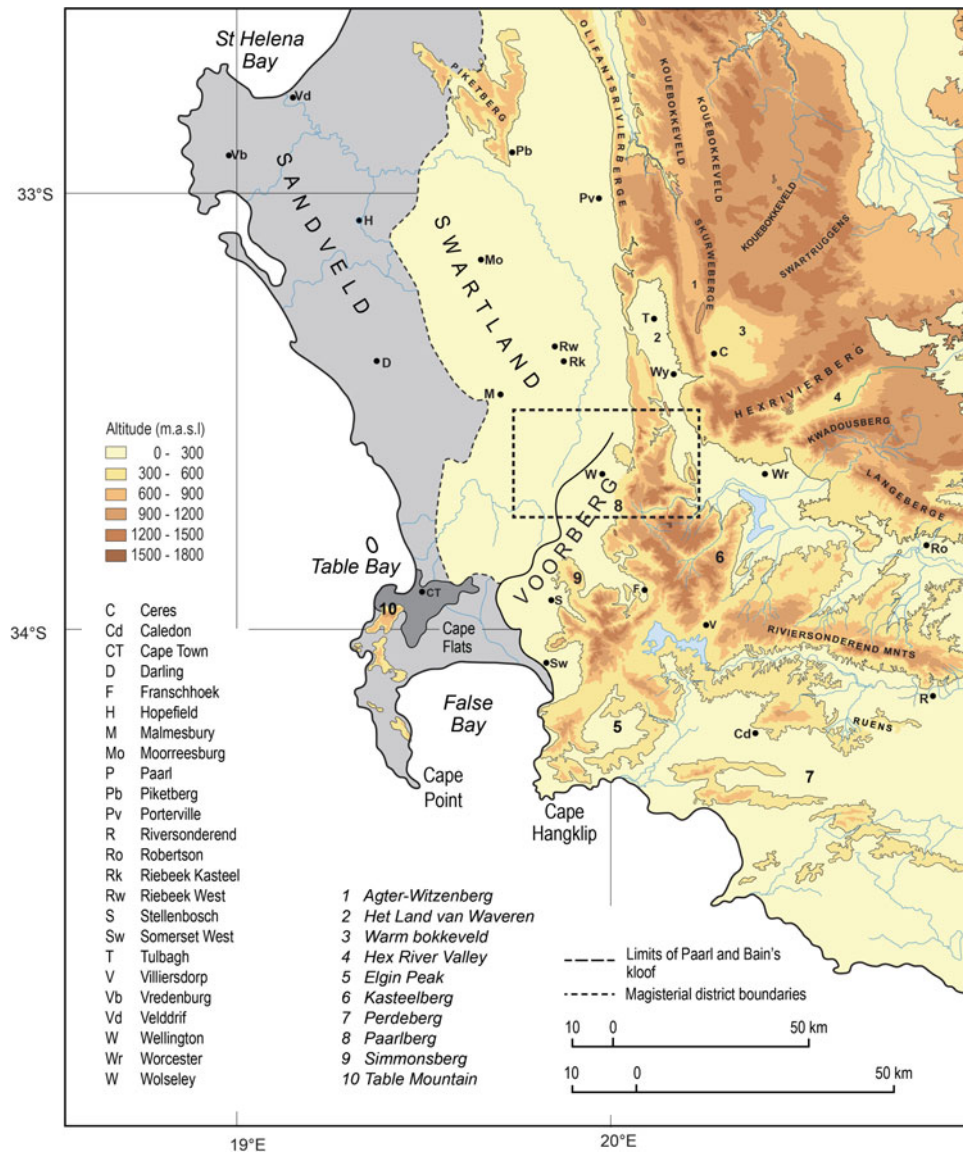 St Helena
Bay
Vd
Vb
33°S
SANDVELD
H
D
PIKETBERG
Pb
OLIFANTSRIVIERBERGE
Pv
SWARTLAND
Mo
Rw
Rk
M
KOUEBOKKEVELD
KOUEBOKKEVELD
KOUEBOKKEVELD
SKURWEBERGE
SWARTRUGGENS
1
T
2
3
C
Wy
HEXRIVIERBERG
4
KWADOUSBERG
LANGEBERGE
W
Wr
8
VOORBERG
Ro
6
9
F
S
V
RIVIERSONDEREND MNTS
Sw
R
RUENS
Cd
5
7
Altitude (m.a.s.l)
0 - 300
300 - 600
600 - 900
900 - 1200
1200 - 1500
1500 - 1800
Table Bay
CT
10
34°S
Cape
Flats
False
Bay
Cape
Point
Cape
Hangklip
C Ceres
Cd Caledon
CT Cape Town
D Darling
F Franschhoek
H Hopefield
M Malmesbury
Mo Moorreesburg
P Paarl
Pb Piketberg
Pv Porterville
R Riversonderend
Ro Robertson
Rk Riebeek Kasteel
Rw Riebeek West
S Stellenbosch
Sw Somerset West
T Tulbagh
V Villiersdorp
Vb Vredenburg
Vd Velddrif
W Wellington
Wr Worcester
W Wolseley
1 Agter-Witzenberg
2 Het Land van Waveren
3 Warm bokkeveld
4 Hex River Valley
5 Elgin Peak
6 Kasteelberg
7 Perdeberg
8 Paarlberg
9 Simmonsberg
10 Table Mountain
Limits of Paarl and Bain's
kloof
Magisterial district boundaries
10 0 50 km
10 0 50 km
19°E
20°E